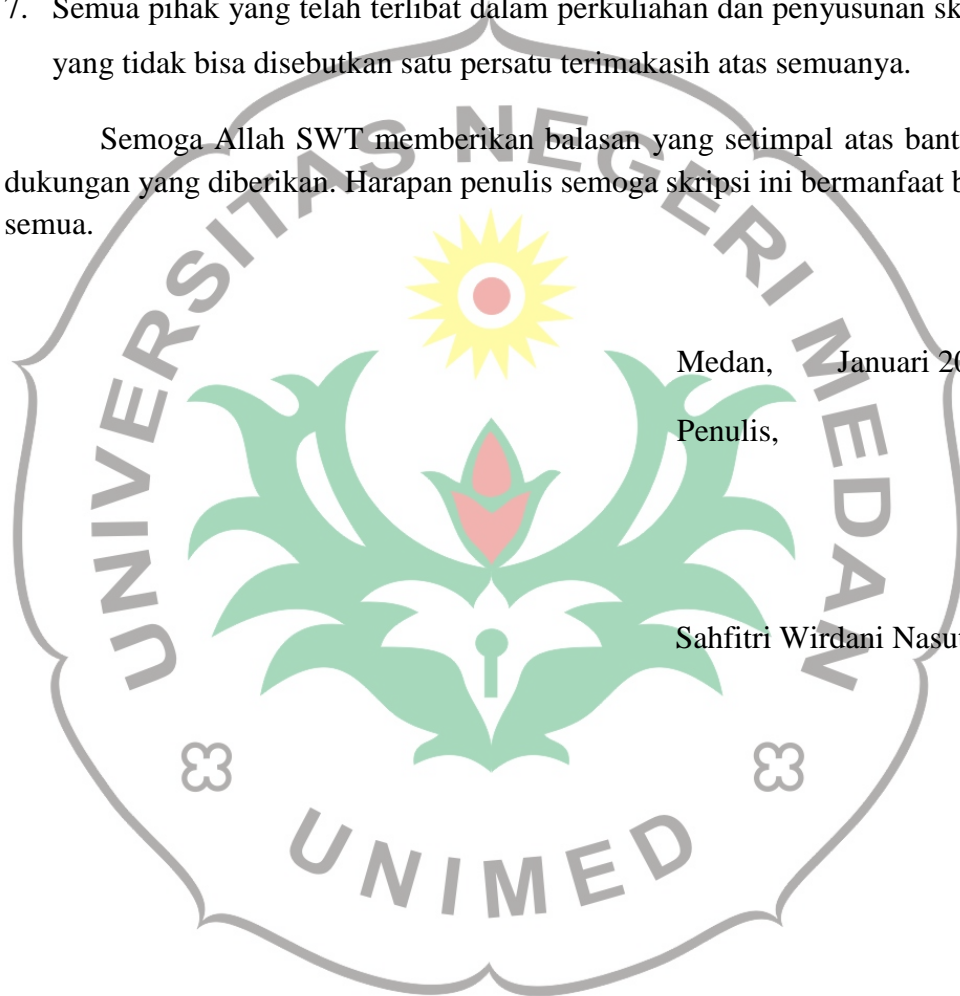 7. Semua pihak yang telah terlibat dalam perkuliahan dan penyusunan sk
yang tidak bisa disebutkan satu persatu terimakasih atas semuanya.
Semoga Allah SWT memberikan balasan yang setimpal atas bant
dukungan yang diberikan. Harapan penulis semoga skripsi ini bermanfaat b
semua.
Medan, Januari 20
Penulis,
Sahfitri Wirdani Nasut
UNIVERSITAS NEGERI MEDAN
UNIMED